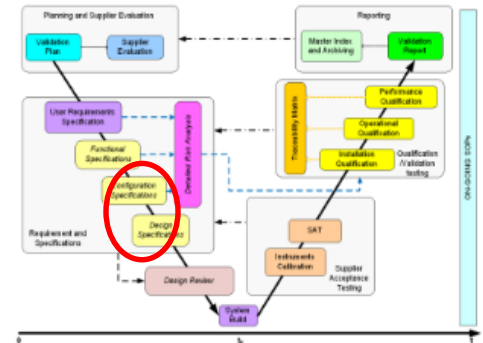 Planning and Supplier Evaluation
Validation
Plan
Supplier
Evaluation
Reporting
Master Index
and Archiving
Validation
Report
User Requirements
Specification
Functional
Specifications
Configuration
Specifications
Design
Specifications
Detailed Risk Analysis
Requirement and
Specifications
Design Review
System
Build
Traceability Matrix
Performance
Qualification
Operational
Qualification
Installation
Qualification
Qualification
/Validation
testing
SAT
Instruments
Calibration
Supplier
Acceptance
Testing
ON-GOING SOPs